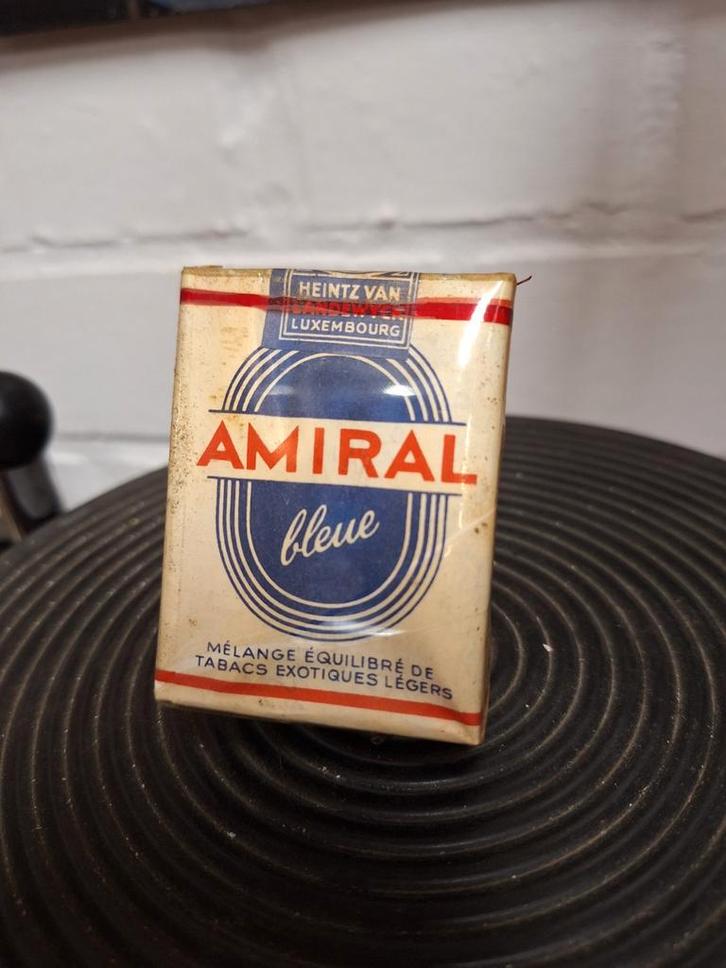 HEINTZ VAN
LANDEWYCK
LUXEMBOURG
AMIRAL
bleue
MÉLANGE ÉQUILIBRÉ DE
TABACS EXOTIQUES LÉGERS